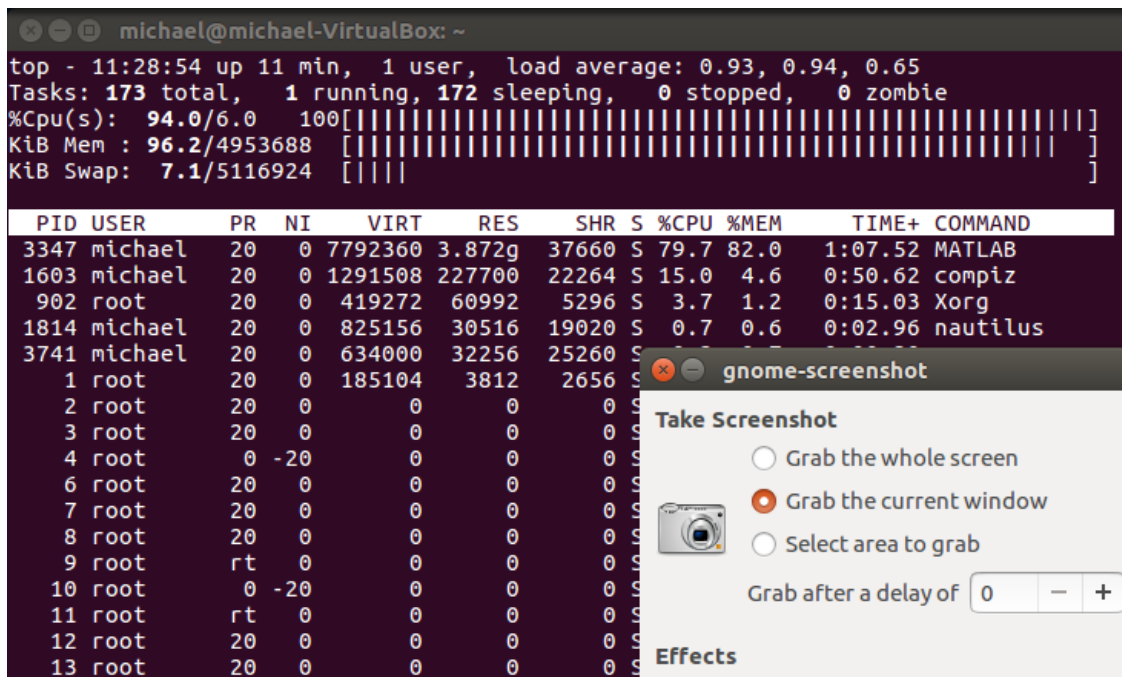 michael@michael-VirtualBox: ~
top - 11:28:54 up 11 min,  1 user,  load average: 0.93, 0.94, 0.65
Tasks: 173 total,   1 running, 172 sleeping,   0 stopped,   0 zombie
%Cpu(s):  94.0/6.0   100[||||||||||||||||||||||||||||||||||||||||||||||||||||||]
KiB Mem : 96.2/4953688  [||||||||||||||||||||||||||||||||||||||||||||||||||||  ]
KiB Swap:  7.1/5116924  [||||                                                  ]
PID USER      PR  NI    VIRT    RES    SHR S %CPU %MEM     TIME+ COMMAND
3347 michael   20   0 7792360 3.872g  37660 S 79.7 82.0   1:07.52 MATLAB
1603 michael   20   0 1291508 227700  22264 S 15.0  4.6   0:50.62 compiz
902 root      20   0  419272  60992   5296 S  3.7  1.2   0:15.03 Xorg
1814 michael   20   0  825156  30516  19020 S  0.7  0.6   0:02.96 nautilus
3741 michael   20   0  634000  32256  25260 S
1 root      20   0  185104   3812   2656 S
2 root      20   0       0      0      0 S
3 root      20   0       0      0      0 S
4 root       0 -20       0      0      0 S
6 root      20   0       0      0      0 S
7 root      20   0       0      0      0 S
8 root      20   0       0      0      0 S
9 root      rt   0       0      0      0 S
10 root       0 -20       0      0      0 S
11 root      rt   0       0      0      0 S
12 root      20   0       0      0      0 S
13 root      20   0       0      0      0 S
gnome-screenshot
Take Screenshot
Grab the whole screen
Grab the current window
Select area to grab
Grab after a delay of 0 − +
Effects